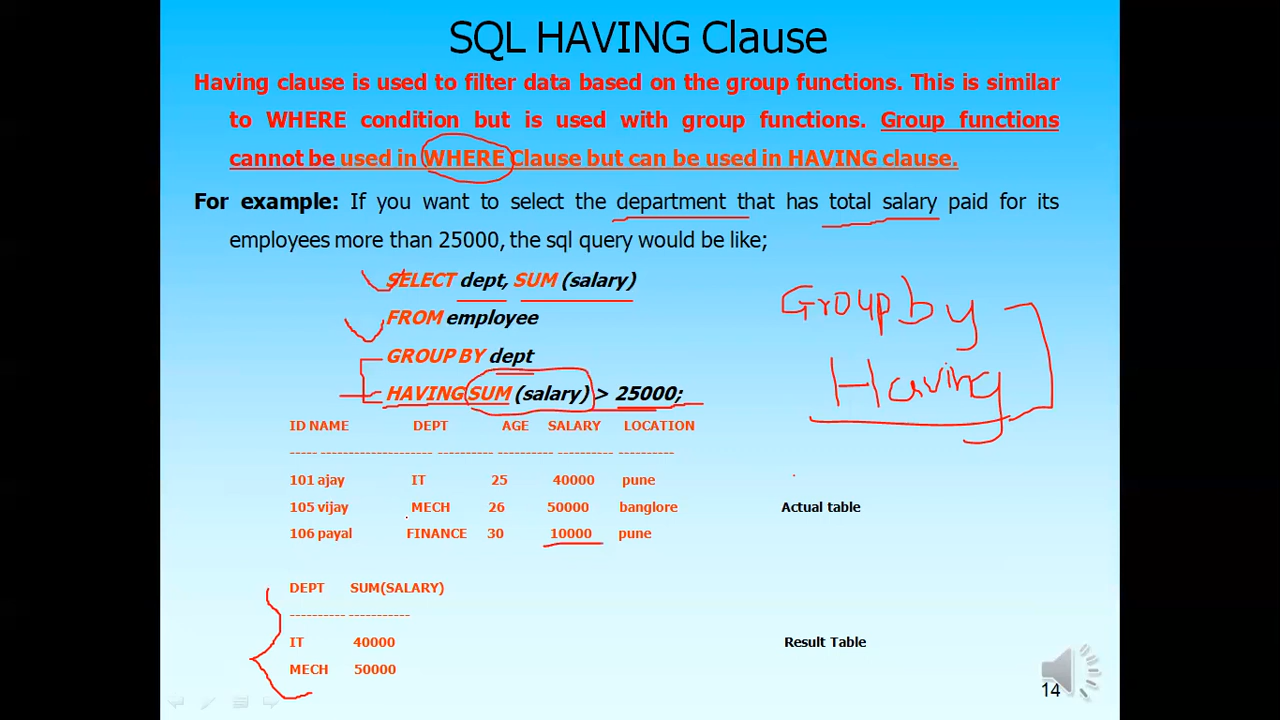 SQL HAVING Clause
Having clause is used to filter data based on the group functions. This is similar
to WHERE condition but is used with group functions. Group functions
cannot be used in WHERE Clause but can be used in HAVING clause.
For example: If you want to select the department that has total salary paid for its
employees more than 25000, the sql query would be like;
SELECT dept, SUM (salary)
FROM employee
GROUP BY dept
HAVING SUM (salary) > 25000;
Group by
Having
ID NAME DEPT AGE SALARY LOCATION
----- ---------------------- ---------- ---------- ---------- ----------
101 ajay IT 25 40000 pune
105 vijay MECH 26 50000 banglore Actual table
106 payal FINANCE 30 10000 pune
DEPT SUM(SALARY)
---------- -----------
IT 40000 Result Table
MECH 50000
14